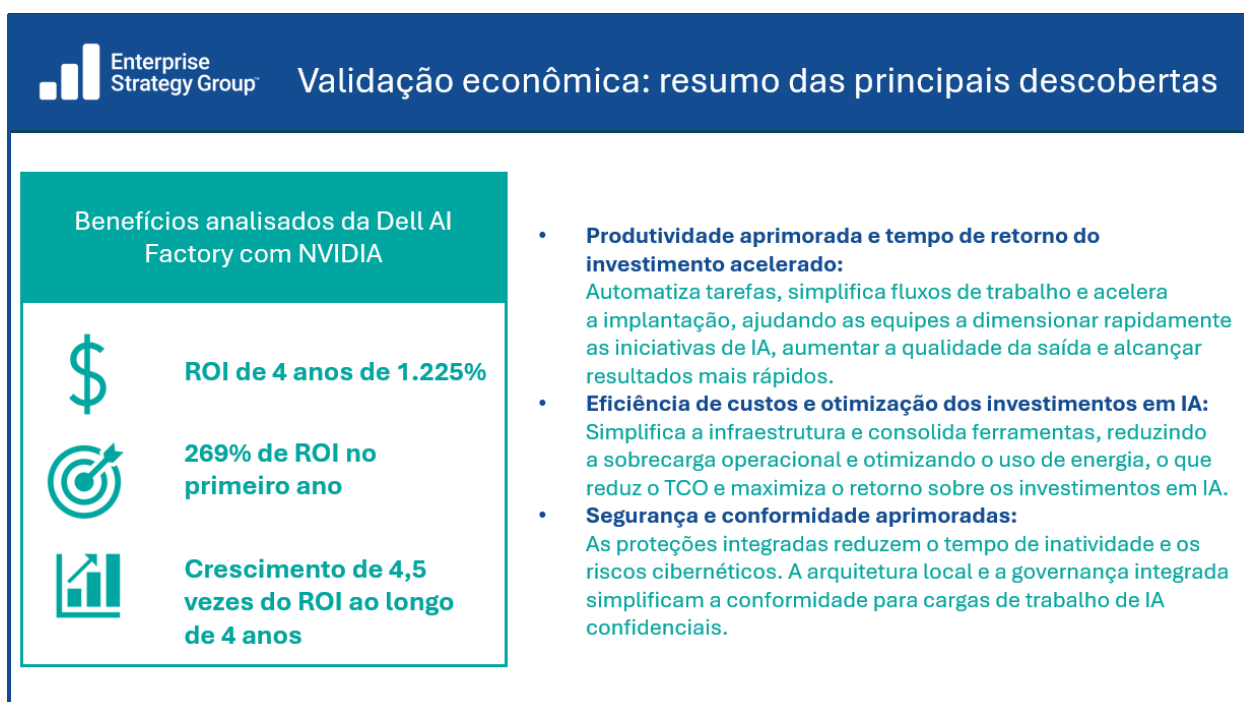 Enterprise
Strategy Group™
Validação econômica: resumo das principais descobertas
Benefícios analisados da Dell AI
Factory com NVIDIA
$
ROI de 4 anos de 1.225%
269% de ROI no
primeiro ano
Crescimento de 4,5
vezes do ROI ao longo
de 4 anos
• Produtividade aprimorada e tempo de retorno do
investimento acelerado:
Automatiza tarefas, simplifica fluxos de trabalho e acelera
a implantação, ajudando as equipes a dimensionar rapidamente
as iniciativas de IA, aumentar a qualidade da saída e alcançar
resultados mais rápidos.
• Eficiência de custos e otimização dos investimentos em IA:
Simplifica a infraestrutura e consolida ferramentas, reduzindo
a sobrecarga operacional e otimizando o uso de energia, o que
reduz o TCO e maximiza o retorno sobre os investimentos em IA.
• Segurança e conformidade aprimoradas:
As proteções integradas reduzem o tempo de inatividade e os
riscos cibernéticos. A arquitetura local e a governança integrada
simplificam a conformidade para cargas de trabalho de IA
confidenciais.